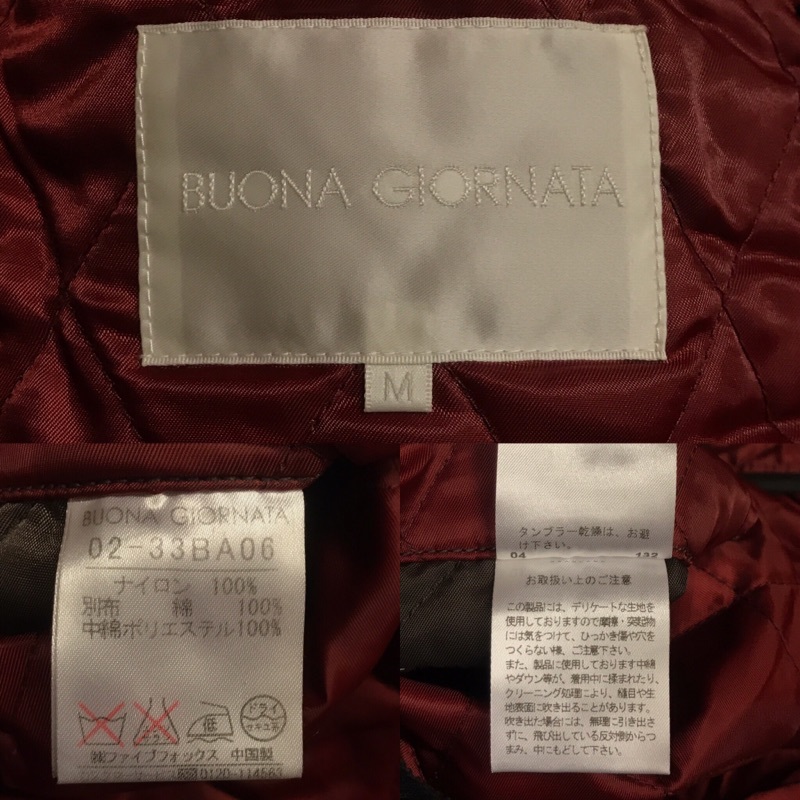 BUONA GIORNATA
M
BUONA GIORNATA
02-33BA06
ナイロン 100%
別布 綿 100%
中綿ポリエステル100%
低
ドライ
セキユ系
㈱ファイブフォックス 中国製
0120-114563
タンブラー乾燥は、お避
け下さい。
04 132
お取扱い上のご注意
この製品には、デリケートな生地を
使用しておりますので摩擦・突起物
には気をつけて、ひっかき傷や穴を
つくらない様、ご注意下さい。
また、製品に使用しております中綿
やダウン等が、着用中に揉まれたり、
クリーニング処理により、縫目や生
地表面に吹き出ることがあります。
吹き出た場合には、無理に引き出さ
ずに、飛び出している反対側から
つまみ、中にもどして下さい。